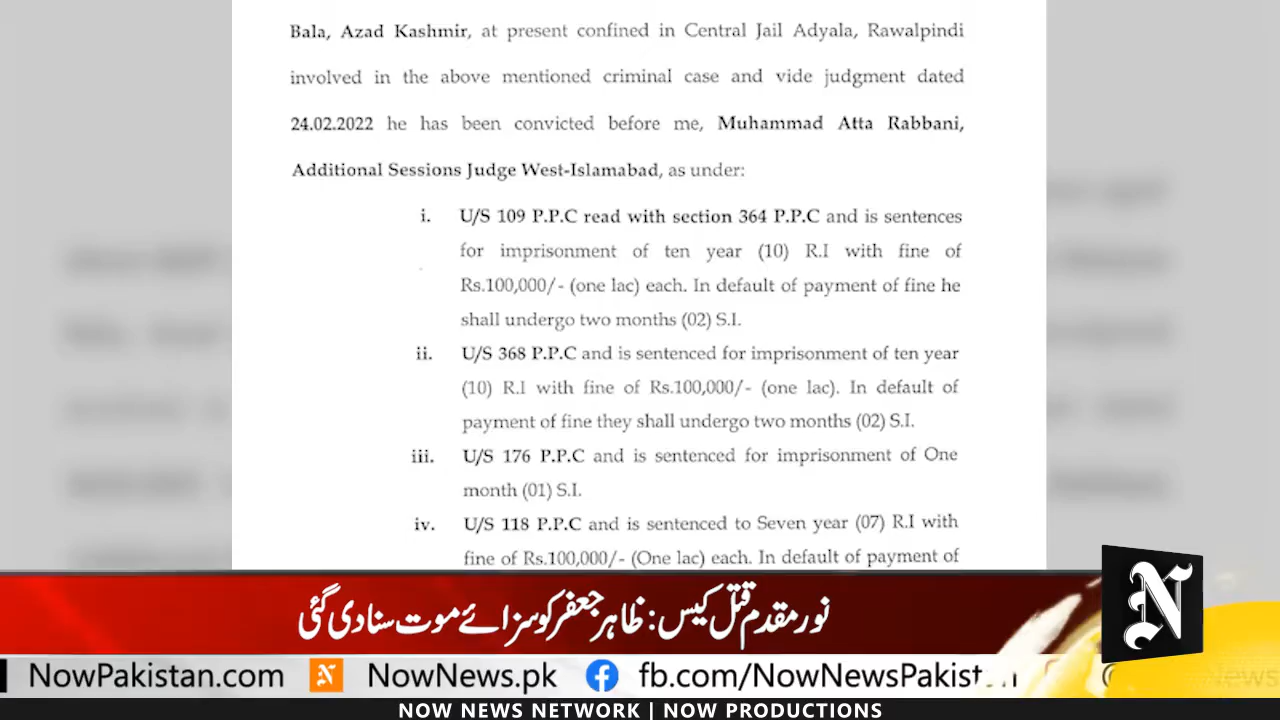 Bala, Azad Kashmir, at present confined in Central Jail Adyala, Rawalpindi
involved in the above mentioned criminal case and vide judgment dated
24.02.2022 he has been convicted before me, Muhammad Atta Rabbani,
Additional Sessions Judge West-Islamabad, as under:
i. U/S 109 P.P.C read with section 364 P.P.C and is sentences
for imprisonment of ten year (10) R.I with fine of
Rs.100,000/- (one lac) each. In default of payment of fine he
shall undergo two months (02) S.I.
ii. U/S 368 P.P.C and is sentenced for imprisonment of ten year
(10) R.I with fine of Rs.100,000/- (one lac). In default of
payment of fine they shall undergo two months (02) S.I.
iii. U/S 176 P.P.C and is sentenced for imprisonment of One
month (01) S.I.
iv. U/S 118 P.P.C and is sentenced to Seven year (07) R.I with
fine of Rs.100,000/- (One lac) each. In default of payment of
نور مقدم قتل کیس: ظاہر جعفر کو سزائے موت سنا دی گئی
N
NowPakistan.com N NowNews.pk fb.com/NowNewsPakist
NOW NEWS NETWORK | NOW PRODUCTIONS